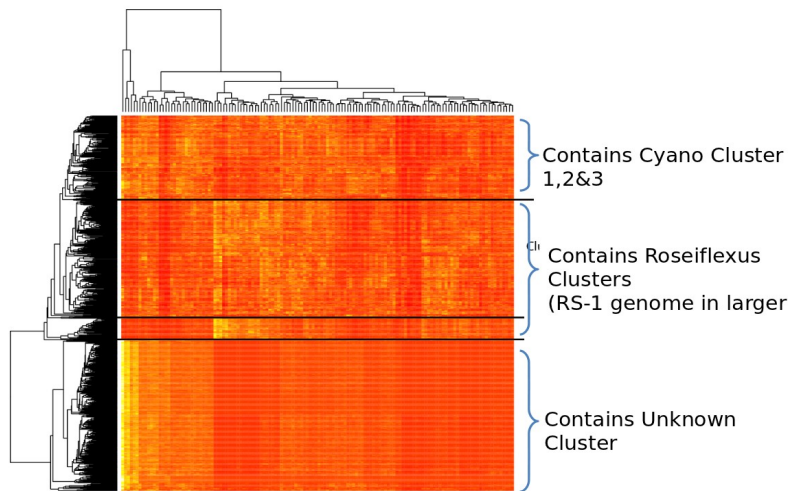 Contains Cyano Cluster
1,2&3
Contains Roseiflexus
Clusters
(RS-1 genome in larger
Contains Unknown
Cluster